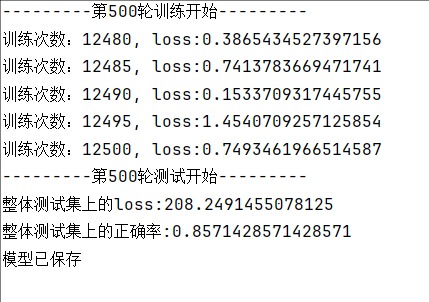 ---------第500轮训练开始---------
训练次数：12480, loss:0.3865434527397156
训练次数：12485, loss:0.7413783669471741
训练次数：12490, loss:0.1533709317445755
训练次数：12495, loss:1.4540709257125854
训练次数：12500, loss:0.7493461966514587
---------第500轮测试开始---------
整体测试集上的loss:208.2491455078125
整体测试集上的正确率:0.8571428571428571
模型已保存